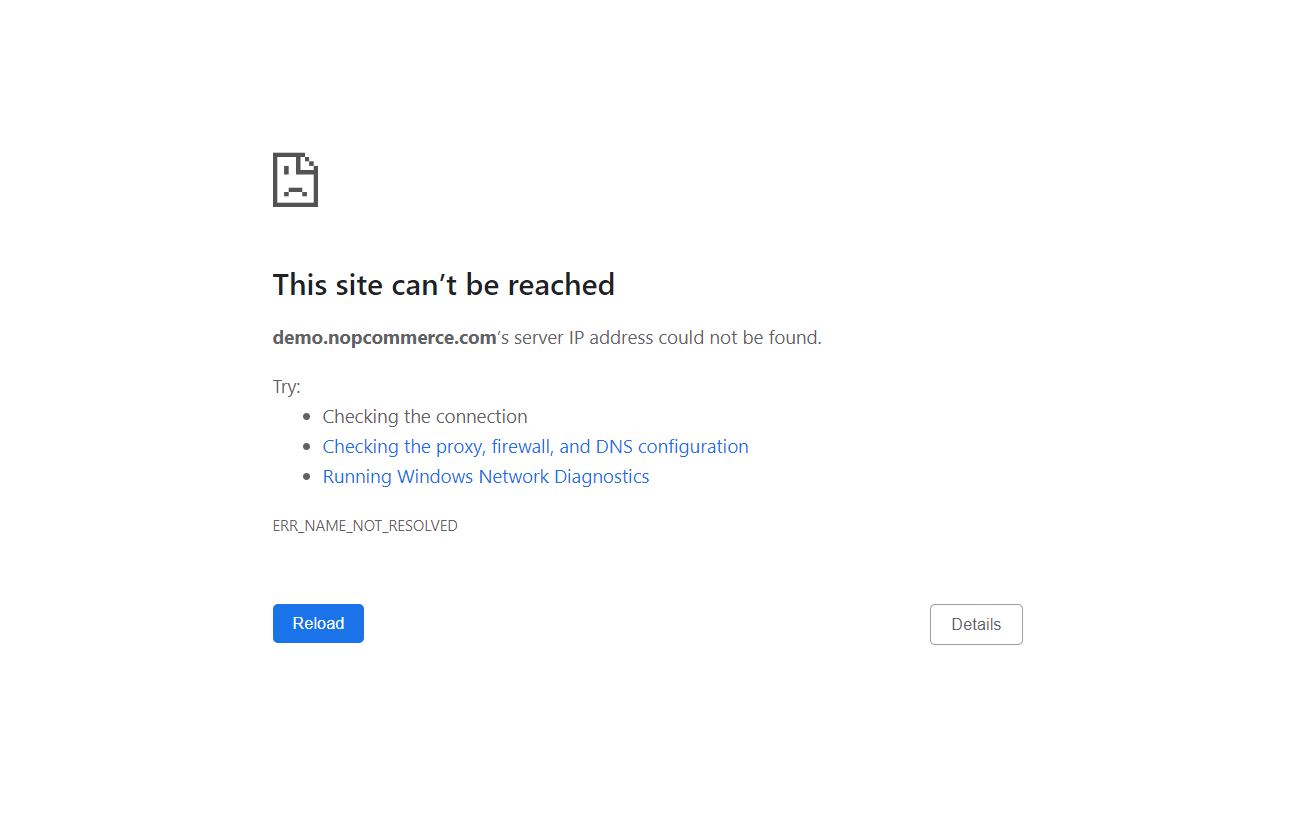 This site can’t be reached
demo.nopcommerce.com’s server IP address could not be found.
Try:
• Checking the connection
• Checking the proxy, firewall, and DNS configuration
• Running Windows Network Diagnostics
ERR_NAME_NOT_RESOLVED
Reload
Details